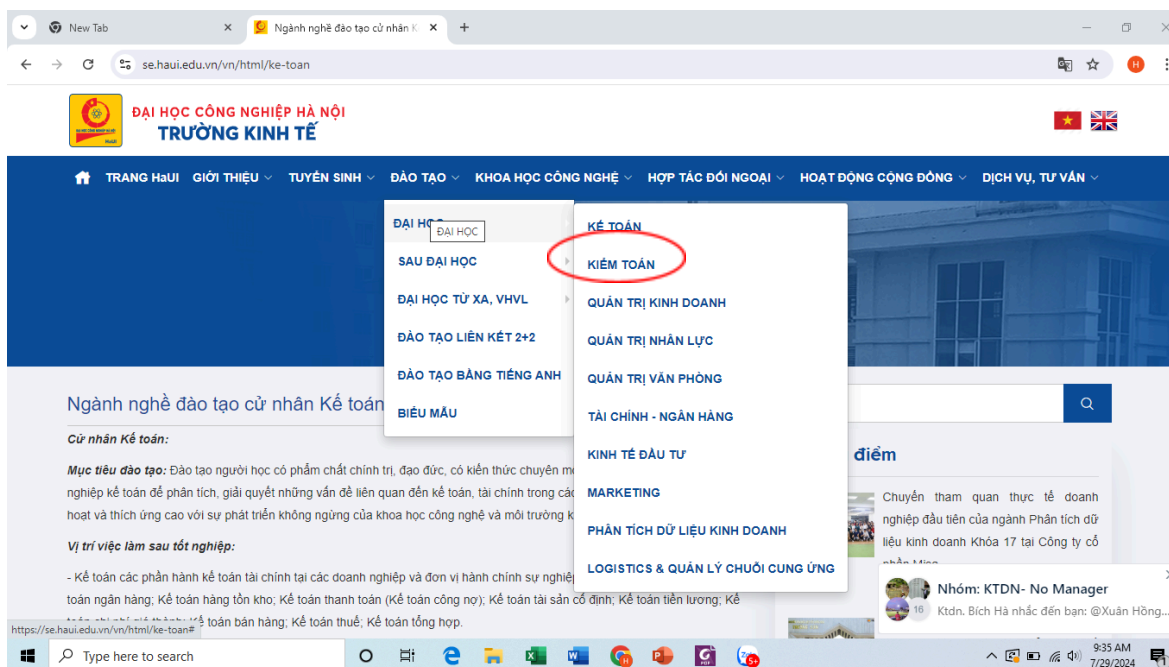 New Tab
Ngành nghề đào tạo cử nhân K
se.haui.edu.vn/vn/html/ke-toan
H
ĐẠI HỌC CÔNG NGHIỆP HÀ NỘI
TRƯỜNG KINH TẾ
TRANG HaUI GIỚI THIỆU TUYỂN SINH ĐÀO TẠO KHOA HỌC CÔNG NGHỆ HỢP TÁC ĐỐI NGOẠI HOẠT ĐỘNG CỘNG ĐỒNG DỊCH VỤ, TƯ VẤN
ĐẠI HỌC
ĐẠI HỌC
SAU ĐẠI HỌC
ĐẠI HỌC TỪ XA, VHVL
ĐÀO TẠO LIÊN KẾT 2+2
ĐÀO TẠO BẰNG TIẾNG ANH
BIỂU MẪU
KẾ TOÁN
KIỂM TOÁN
QUẢN TRỊ KINH DOANH
QUẢN TRỊ NHÂN LỰC
QUẢN TRỊ VĂN PHÒNG
TÀI CHÍNH - NGÂN HÀNG
KINH TẾ ĐẦU TƯ
MARKETING
PHÂN TÍCH DỮ LIỆU KINH DOANH
LOGISTICS & QUẢN LÝ CHUỖI CUNG ỨNG
Ngành nghề đào tạo cử nhân Kế toán
Cử nhân Kế toán:
Mục tiêu đào tạo: Đào tạo người học có phẩm chất chính trị, đạo đức, có kiến thức chuyên
nghiệp kế toán để phân tích, giải quyết những vấn đề liên quan đến kế toán, tài chính trong
hoạt và thích ứng cao với sự phát triển không ngừng của khoa học công nghệ và môi trường
Vị trí việc làm sau tốt nghiệp:
- Kế toán các phần hành kế toán tài chính tại các doanh nghiệp và đơn vị hành chính sự
toán ngân hàng; Kế toán hàng tồn kho; Kế toán thanh toán (Kế toán công nợ); Kế toán tài sản cố định; Kế toán tiền lương; Kế
toán chi phí giá thành; Kế toán bán hàng; Kế toán thuế; Kế toán tổng hợp.
điểm
Chuyến tham quan thực tế doanh
nghiệp đầu tiên của ngành Phân tích dữ
liệu kinh doanh Khóa 17 tại Công ty cổ
phần Misa
Nhóm: KTDN- No Manager
16 Ktdn. Bích Hà nhắc đến bạn: @Xuân Hồng...
https://se.haui.edu.vn/vn/html/ke-toan#
Type here to search
9:35 AM
7/29/2024